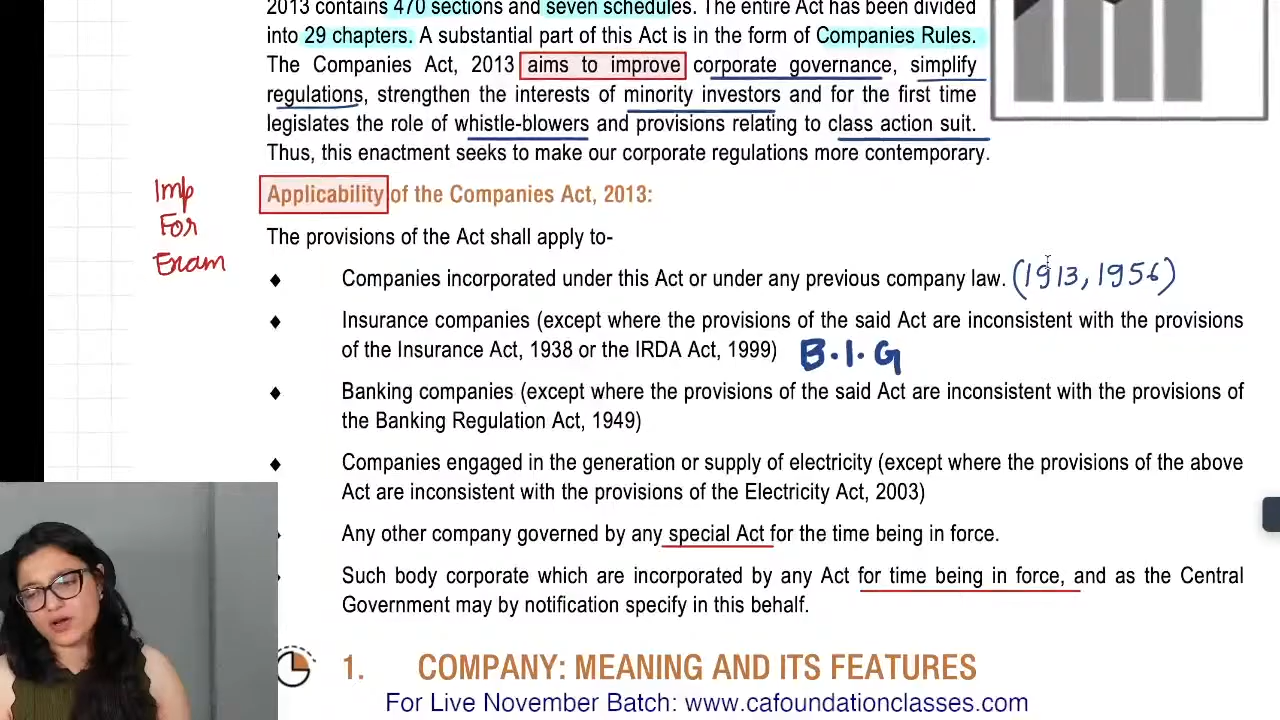 2013 contains 470 sections and seven schedules. The entire Act has been divided
into 29 chapters. A substantial part of this Act is in the form of Companies Rules.
The Companies Act, 2013 aims to improve corporate governance, simplify
regulations, strengthen the interests of minority investors and for the first time
legislates the role of whistle-blowers and provisions relating to class action suit.
Thus, this enactment seeks to make our corporate regulations more contemporary.
Imp
For
Exam
Applicability of the Companies Act, 2013:
The provisions of the Act shall apply to-
♦ Companies incorporated under this Act or under any previous company law. (1913, 1956)
♦ Insurance companies (except where the provisions of the said Act are inconsistent with the provisions
of the Insurance Act, 1938 or the IRDA Act, 1999) B.I.G
♦ Banking companies (except where the provisions of the said Act are inconsistent with the provisions of
the Banking Regulation Act, 1949)
♦ Companies engaged in the generation or supply of electricity (except where the provisions of the above
Act are inconsistent with the provisions of the Electricity Act, 2003)
Any other company governed by any special Act for the time being in force.
Such body corporate which are incorporated by any Act for time being in force, and as the Central
Government may by notification specify in this behalf.
1. COMPANY: MEANING AND ITS FEATURES
For Live November Batch: www.cafoundationclasses.com